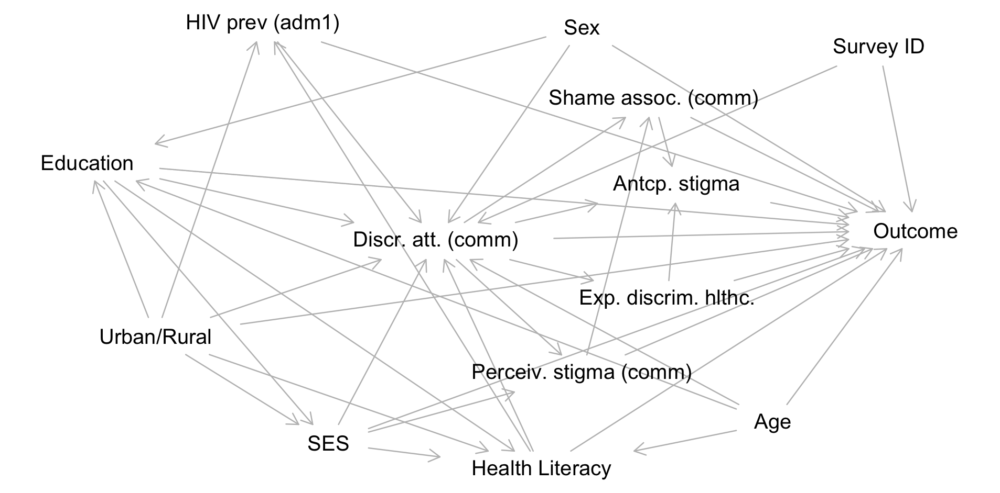 HIV prev (adm1)
Sex
Survey ID
Shame assoc. (comm)
Education
Antcp. stigma
Outcome
Discr. att. (comm)
Exp. discrim. hlthc.
Urban/Rural
Perceiv. stigma (comm)
Age
SES
Health Literacy